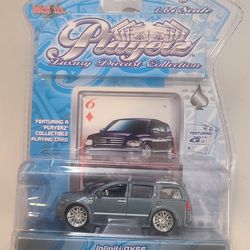 Maisto
1:64 Scale
Playerz
Luxury Diecast Collection
FEATURING A
"PLAYERZ"
COLLECTIBLE
PLAYING CARD
6
FEATURING
Infiniti QX56